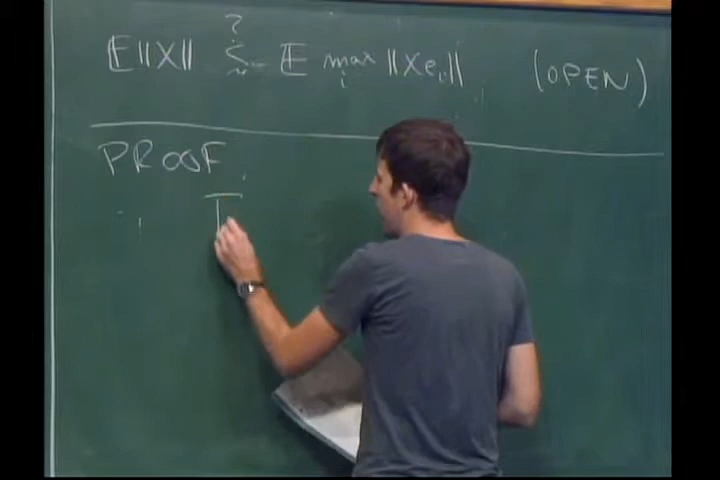 𝔼‖X‖ ≲? 𝔼 max_i ‖Xe_i‖ (OPEN)
PROOF